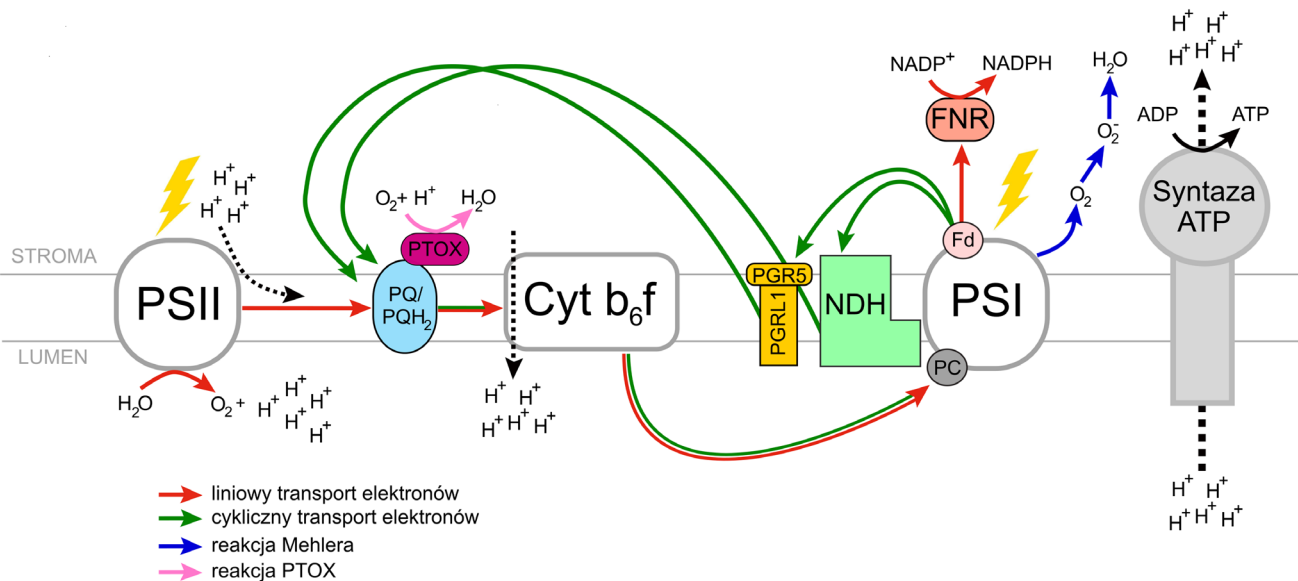 H⁺ H⁺ H⁺ H⁺ H⁺
NADP⁺ NADPH
H₂O
FNR
ADP ATP
O₂⁻
H⁺ H⁺ H⁺ H⁺
O₂+ H⁺ H₂O
O₂
Syntaza
ATP
PTOX
Fd
STROMA
PSII
PQ/
PQH₂
Cyt b₆f
PGR5
PGRL1
NDH
PSI
LUMEN
PC
H₂O O₂ +
H⁺ H⁺ H⁺ H⁺ H⁺
H⁺ H⁺ H⁺ H⁺ H⁺
H⁺ H⁺ H⁺ H⁺ H⁺
liniowy transport elektronów
cykliczny transport elektronów
reakcja Mehlera
reakcja PTOX